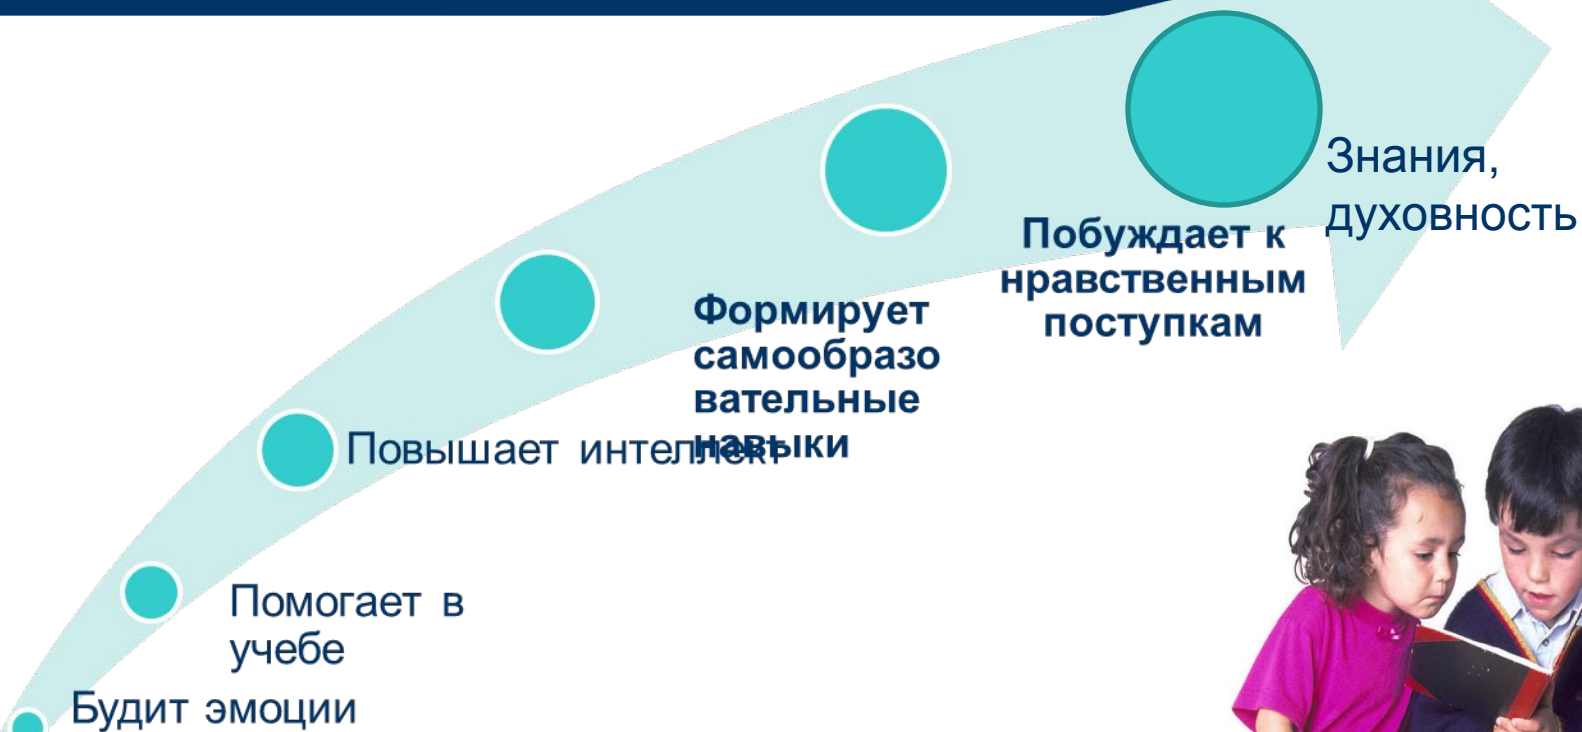 Знания,
духовность
Побуждает к
нравственным
поступкам
Формирует
самообразо
вательные
навыки
Повышает интеллект
Помогает в
учебе
Будит эмоции